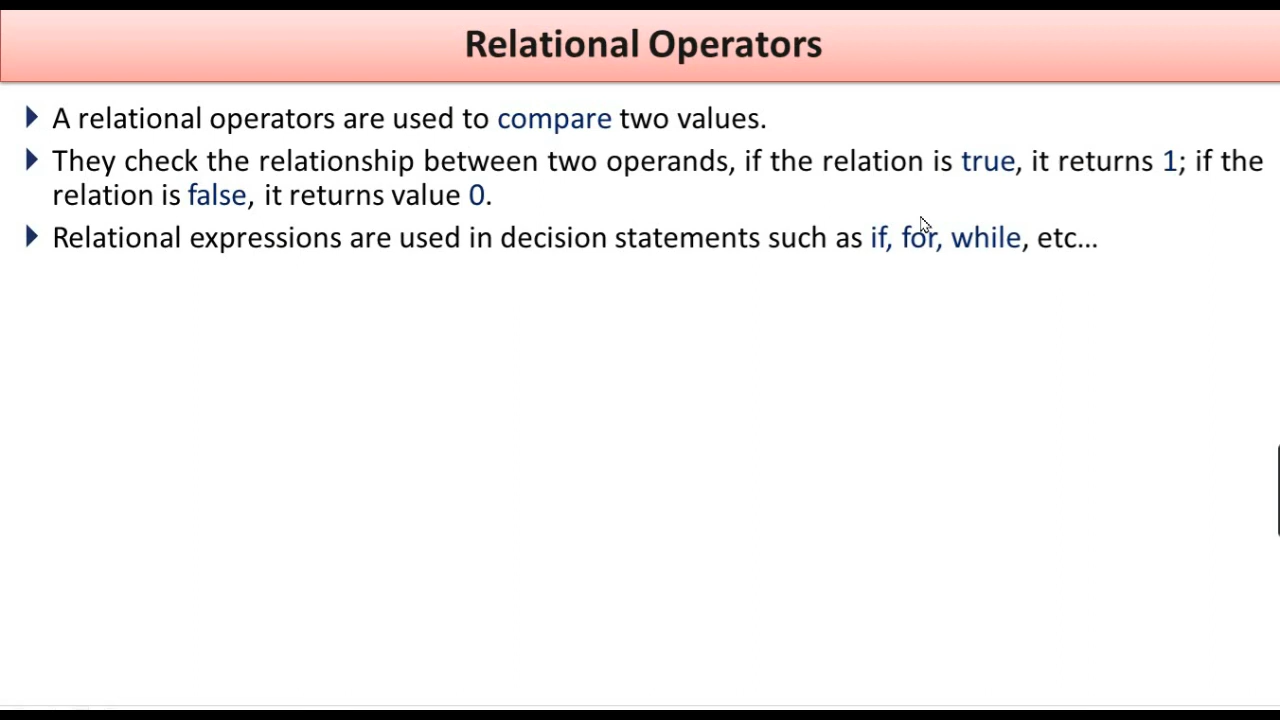 Relational Operators
A relational operators are used to compare two values.
They check the relationship between two operands, if the relation is true, it returns 1; if the
relation is false, it returns value 0.
Relational expressions are used in decision statements such as if, for, while, etc...